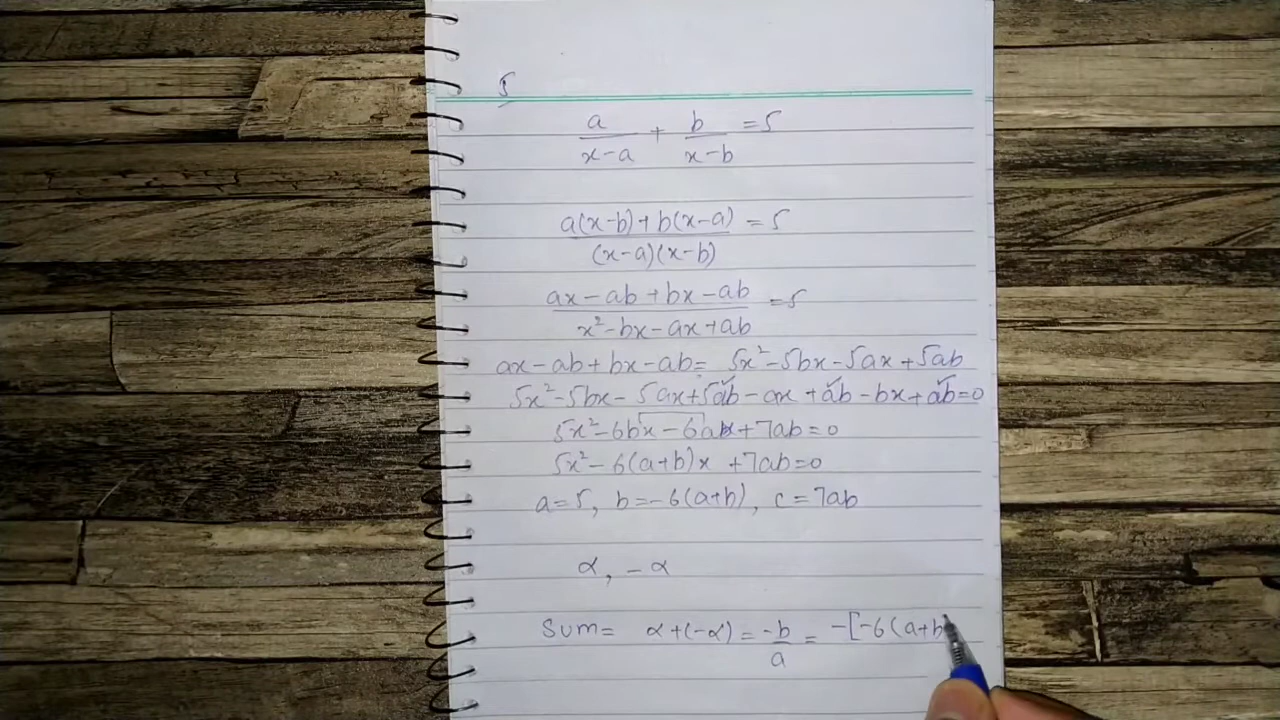 5
a/(x-a) + b/(x-b) = 5
(a(x-b)+b(x-a))/((x-a)(x-b)) = 5
(ax-ab+bx-ab)/(x²-bx-ax+ab) = 5
ax-ab+bx-ab= 5x²-5bx-5ax+5ab
5x²-5bx-5ax+5ab-ax+ab-bx+ab=0
5x²-6bx-6ax+7ab=0
5x²-6(a+b)x +7ab=0
a=5, b=-6(a+b), c=7ab
α, -α
Sum= α+(-α) = -b/a = -[-6(a+b)